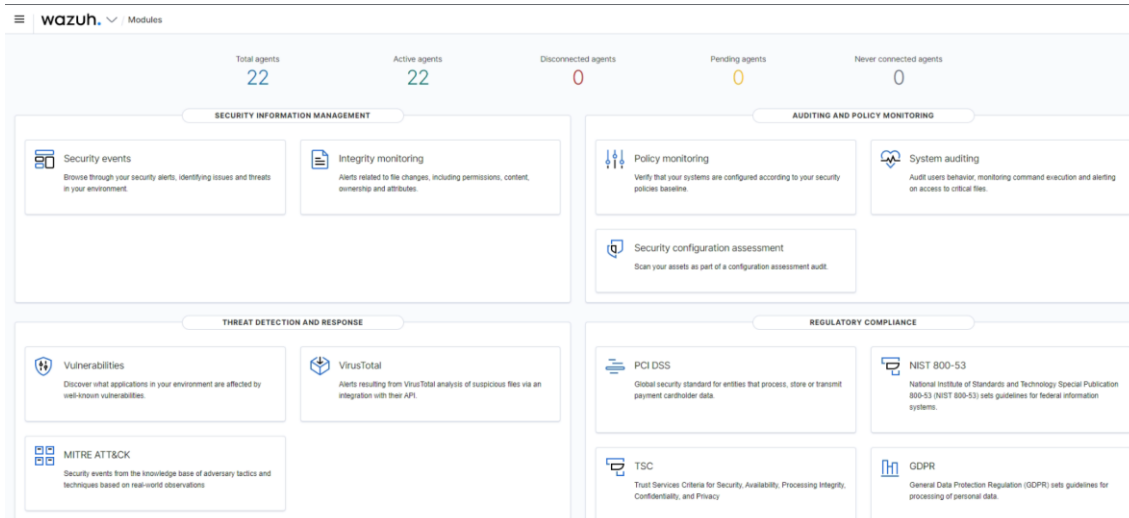 wazuh. / Modules
Total agents
22
Active agents
22
Disconnected agents
0
Pending agents
0
Never connected agents
0
SECURITY INFORMATION MANAGEMENT
Security events
Browse through your security alerts, identifying issues and threats
in your environment.
Integrity monitoring
Alerts related to file changes, including permissions, content,
ownership and attributes.
AUDITING AND POLICY MONITORING
Policy monitoring
Verify that your systems are configured according to your security
policies baseline.
System auditing
Audit users behavior, monitoring command execution and alerting
on access to critical files.
Security configuration assessment
Scan your assets as part of a configuration assessment audit.
THREAT DETECTION AND RESPONSE
Vulnerabilities
Discover what applications in your environment are affected by
well-known vulnerabilities.
VirusTotal
Alerts resulting from VirusTotal analysis of suspicious files via an
integration with their API.
MITRE ATT&CK
Security events from the knowledge base of adversary tactics and
techniques based on real-world observations
REGULATORY COMPLIANCE
PCI DSS
Global security standard for entities that process, store or transmit
payment cardholder data.
NIST 800-53
National Institute of Standards and Technology Special Publication
800-53 (NIST 800-53) sets guidelines for federal information
systems.
TSC
Trust Services Criteria for Security, Availability, Processing Integrity,
Confidentiality, and Privacy
GDPR
General Data Protection Regulation (GDPR) sets guidelines for
processing of personal data.